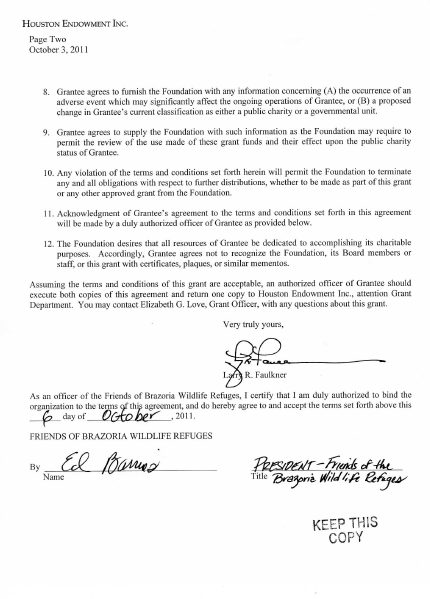 HOUSTON ENDOWMENT INC.
Page Two
October 3, 2011
8. Grantee agrees to furnish the Foundation with any information concerning (A) the occurrence of an
adverse event which may significantly affect the ongoing operations of Grantee, or (B) a proposed
change in Grantee's current classification as either a public charity or a governmental unit.
9. Grantee agrees to supply the Foundation with such information as the Foundation may require to
permit the review of the use made of these grant funds and their effect upon the public charity
status of Grantee.
10. Any violation of the terms and conditions set forth herein will permit the Foundation to terminate
any and all obligations with respect to further distributions, whether to be made as part of this grant
or any other approved grant from the Foundation.
11. Acknowledgment of Grantee's agreement to the terms and conditions set forth in this agreement
will be made by a duly authorized officer of Grantee as provided below.
12. The Foundation desires that all resources of Grantee be dedicated to accomplishing its charitable
purposes. Accordingly, Grantee agrees not to recognize the Foundation, its Board members or
staff, or this grant with certificates, plaques, or similar mementos.
Assuming the terms and conditions of this grant are acceptable, an authorized officer of Grantee should
execute both copies of this agreement and return one copy to Houston Endowment Inc., attention Grant
Department. You may contact Elizabeth G. Love, Grant Officer, with any questions about this grant.
Very truly yours,
Larry R. Faulkner
As an officer of the Friends of Brazoria Wildlife Refuges, I certify that I am duly authorized to bind the
organization to the terms of this agreement, and do hereby agree to and accept the terms set forth above this
6 day of October, 2011.
FRIENDS OF BRAZORIA WILDLIFE REFUGES
By Ed Barrios PRESIDENT - Friends of the
Name Title Brazoria Wildlife Refuges
KEEP THIS
COPY